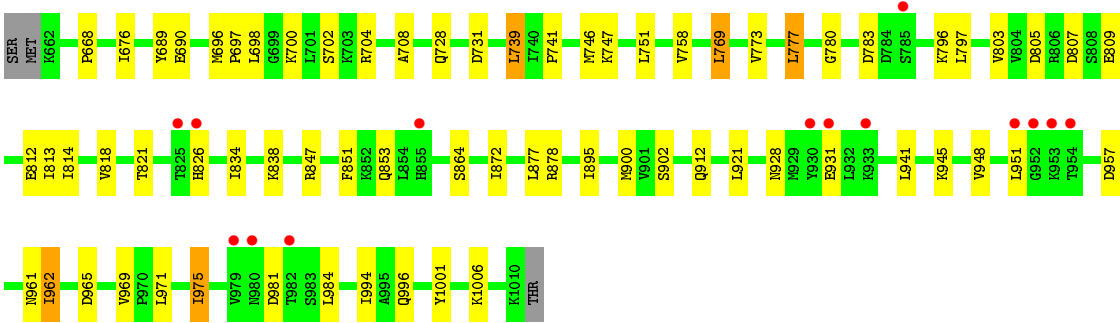 SER MET K662 P668 I676 Y689 E690 M696 P697 L698 G699 K700 L701 S702 K703 R704 A708 Q728 D731 L739 I740 P741 M746 K747 L751 V758 L769 V773 L777 G780 D783 D784 S785 K796 L797 V803 V804 D805 R806 D807 S808 E809
E812 I813 I814 V818 T821 T825 H826 I834 K838 R847 F851 K852 Q853 L854 H855 S864 I872 L877 R878 I895 M900 V901 S902 Q912 L921 N928 M929 Y930 E931 L932 K933 L941 K945 V948 L951 G952 K953 T954 D957
N961 I962 D965 V969 P970 L971 I975 V979 N980 D981 T982 S983 L984 I994 A995 Q996 Y1001 K1006 K1010 THR